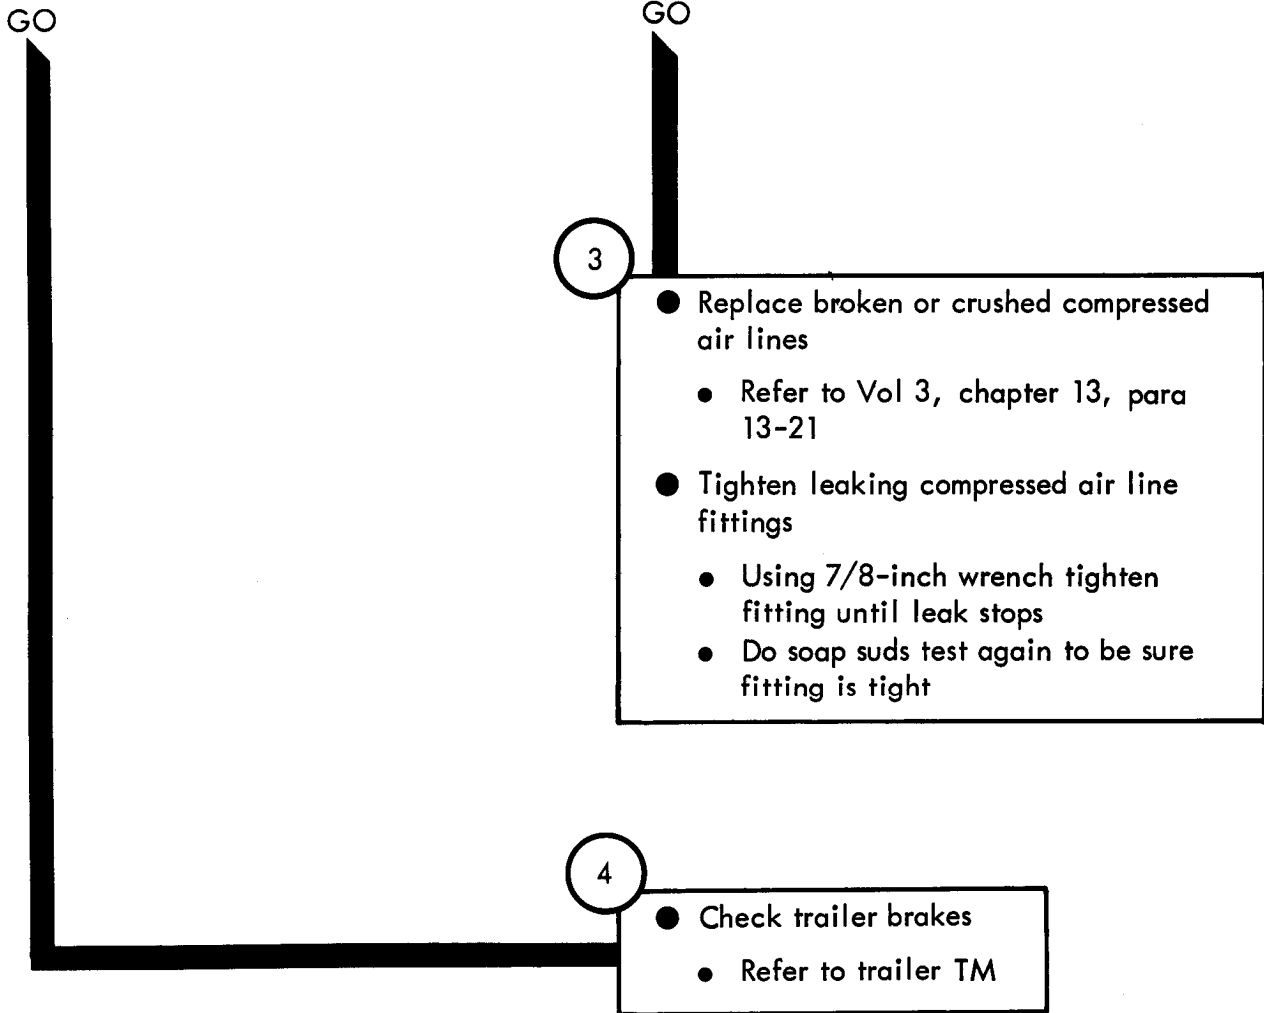 GO
GO
3
● Replace broken or crushed compressed
air lines
● Refer to Vol 3, chapter 13, para
13-21
● Tighten leaking compressed air line
fittings
● Using 7/8-inch wrench tighten
fitting until leak stops
● Do soap suds test again to be sure
fitting is tight
4
● Check trailer brakes
● Refer to trailer TM